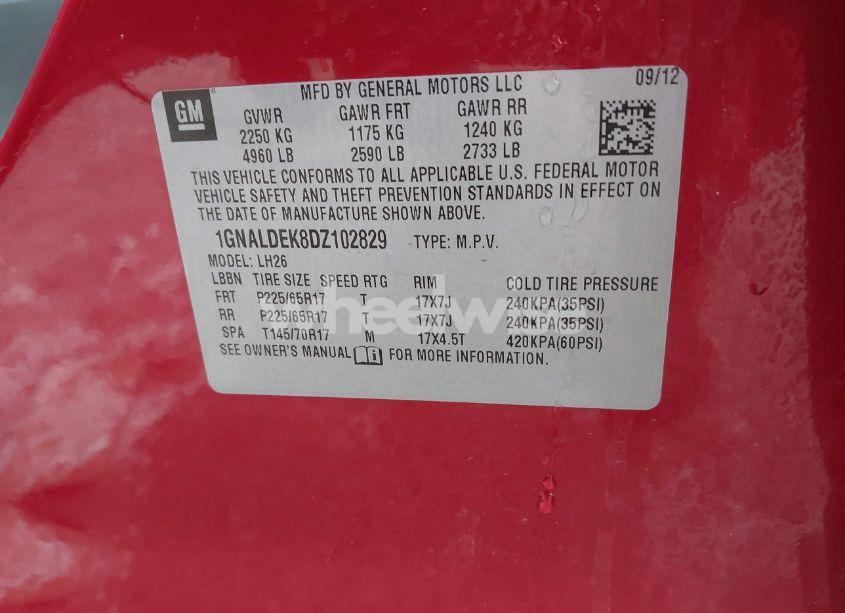 MFD BY GENERAL MOTORS LLC 09/12
GM
GVWR GAWR FRT GAWR RR
2250 KG 1175 KG 1240 KG
4960 LB 2590 LB 2733 LB
THIS VEHICLE CONFORMS TO ALL APPLICABLE U.S. FEDERAL MOTOR
VEHICLE SAFETY AND THEFT PREVENTION STANDARDS IN EFFECT ON
THE DATE OF MANUFACTURE SHOWN ABOVE.
1GNALDEK8DZ102829 TYPE: M.P.V.
MODEL: LH26
LBBN TIRE SIZE SPEED RTG RIM COLD TIRE PRESSURE
FRT P225/65R17 T 17X7J 240KPA(35PSI)
RR P225/65R17 T 17X7J 240KPA(35PSI)
SPA T145/70R17 M 17X4.5T 420KPA(60PSI)
SEE OWNER'S MANUAL FOR MORE INFORMATION.